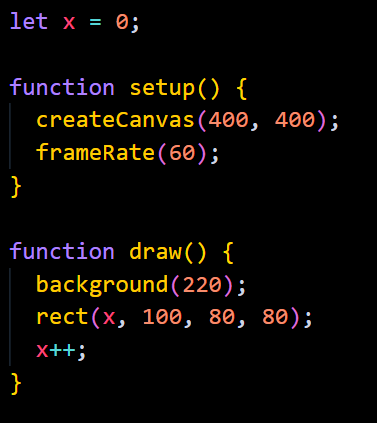 let x = 0;

function setup() {
  createCanvas(400, 400);
  frameRate(60);
}

function draw() {
  background(220);
  rect(x, 100, 80, 80);
  x++;
}